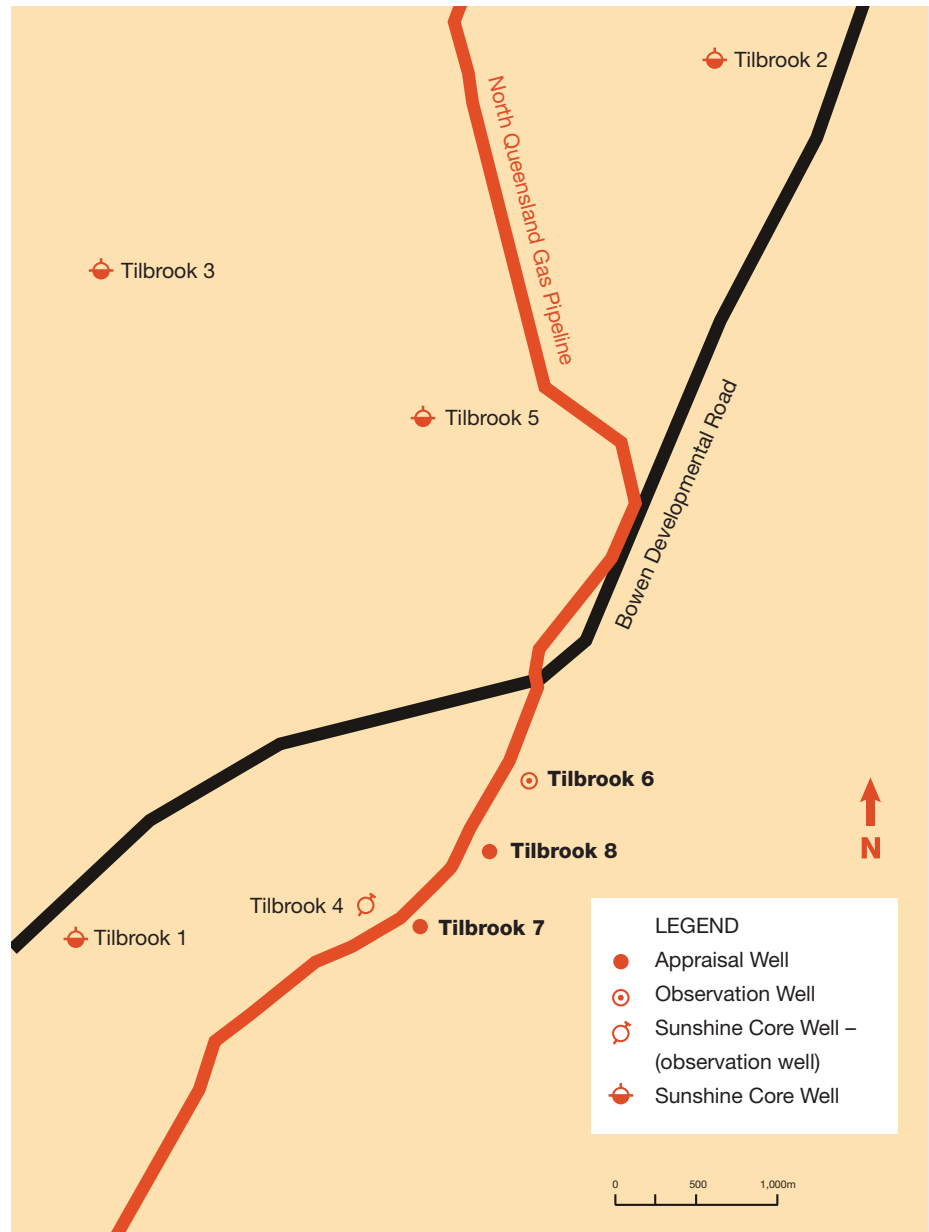 Tilbrook 2
North Queensland Gas Pipeline
Tilbrook 3
Tilbrook 5
Bowen Developmental Road
Tilbrook 6
Tilbrook 8
N
Tilbrook 4
Tilbrook 7
Tilbrook 1
LEGEND
Appraisal Well
Observation Well
Sunshine Core Well –
(observation well)
Sunshine Core Well
0 500 1,000m